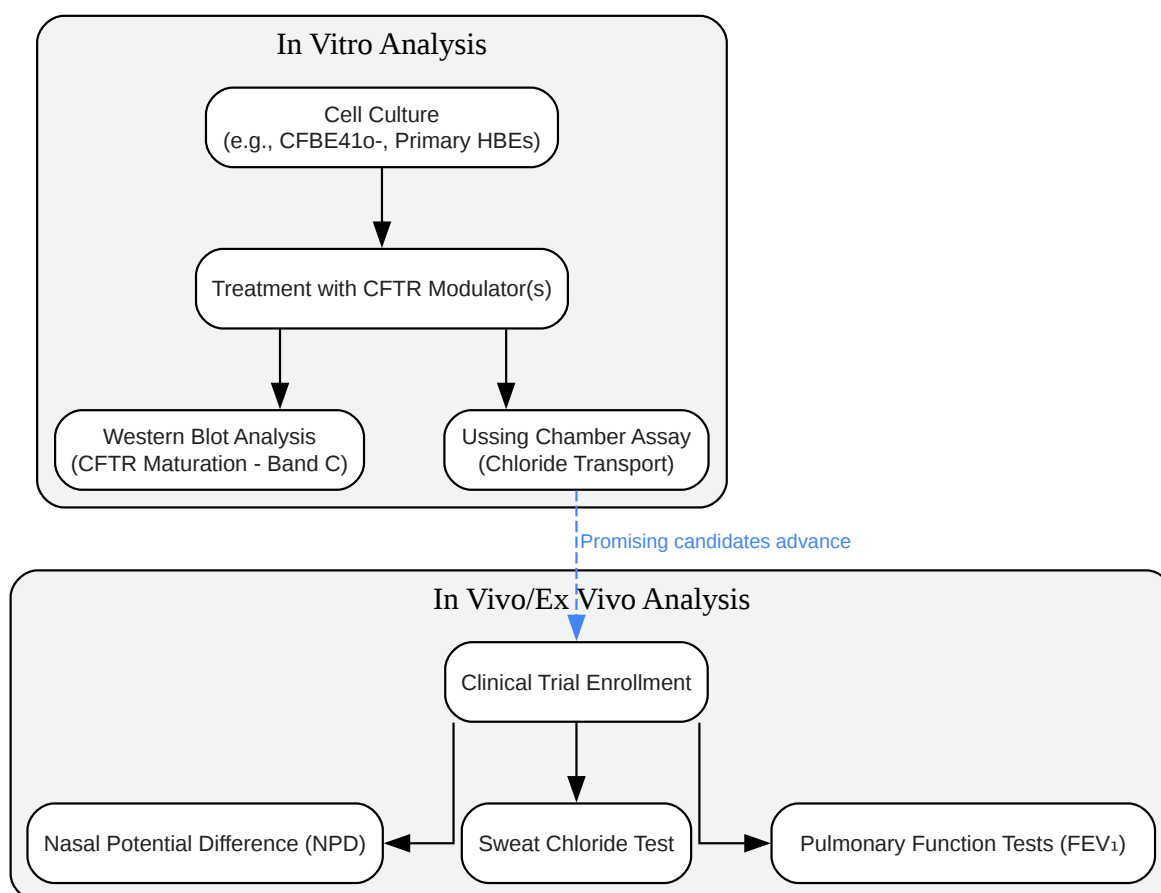 In Vitro Analysis
Cell Culture
(e.g., CFBE41o-, Primary HBEs)
Treatment with CFTR Modulator(s)
Western Blot Analysis
(CFTR Maturation - Band C)
Ussing Chamber Assay
(Chloride Transport)
Promising candidates advance
In Vivo/Ex Vivo Analysis
Clinical Trial Enrollment
Nasal Potential Difference (NPD)
Sweat Chloride Test
Pulmonary Function Tests (FEV₁)